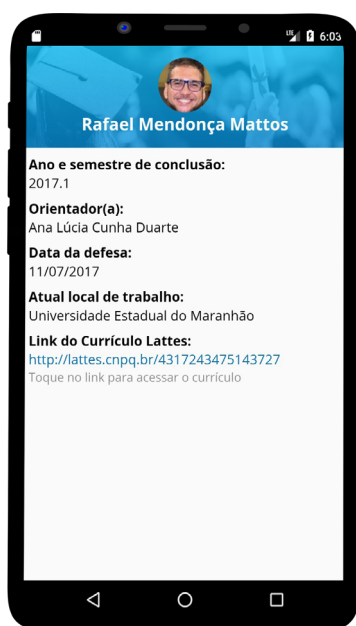 LTE 6:03
Rafael Mendonça Mattos
Ano e semestre de conclusão:
2017.1
Orientador(a):
Ana Lúcia Cunha Duarte
Data da defesa:
11/07/2017
Atual local de trabalho:
Universidade Estadual do Maranhão
Link do Currículo Lattes:
http://lattes.cnpq.br/4317243475143727
Toque no link para acessar o currículo